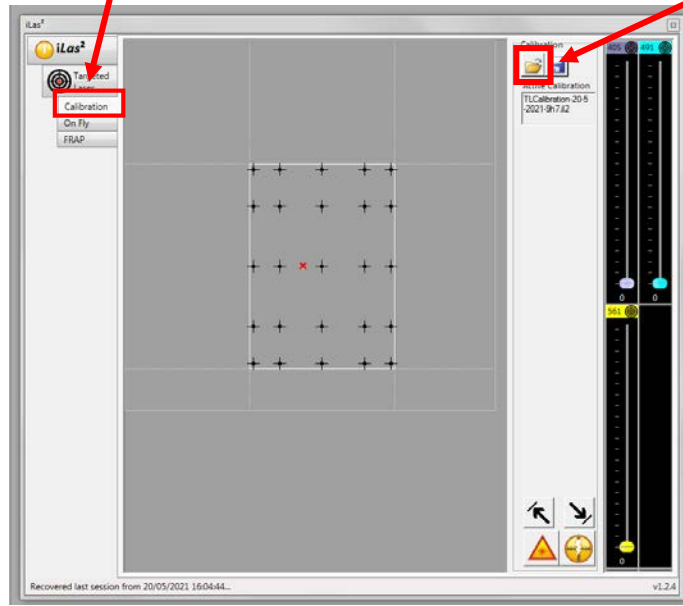 iLas²
iLas²
Targeted
Laser
Calibration
On Fly
FRAP
Calibration
Active Calibration
TLCalibration-20-5
-2021-9h7.il2
405
491
0
0
561
0
Recovered last session from 20/05/2021 16:04:44...
v1.2.4